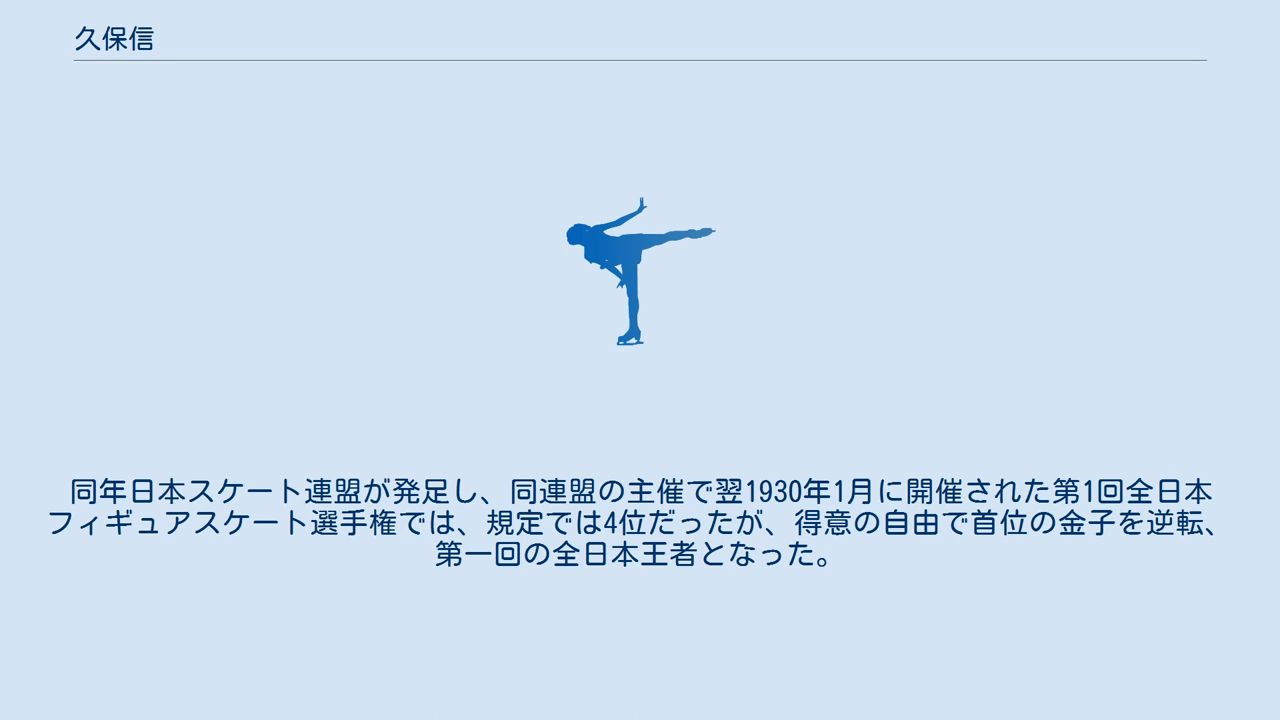 久保信
同年日本スケート連盟が発足し、同連盟の主催で翌1930年1月に開催された第1回全日本
フィギュアスケート選手権では、規定では4位だったが、得意の自由で首位の金子を逆転、
第一回の全日本王者となった。